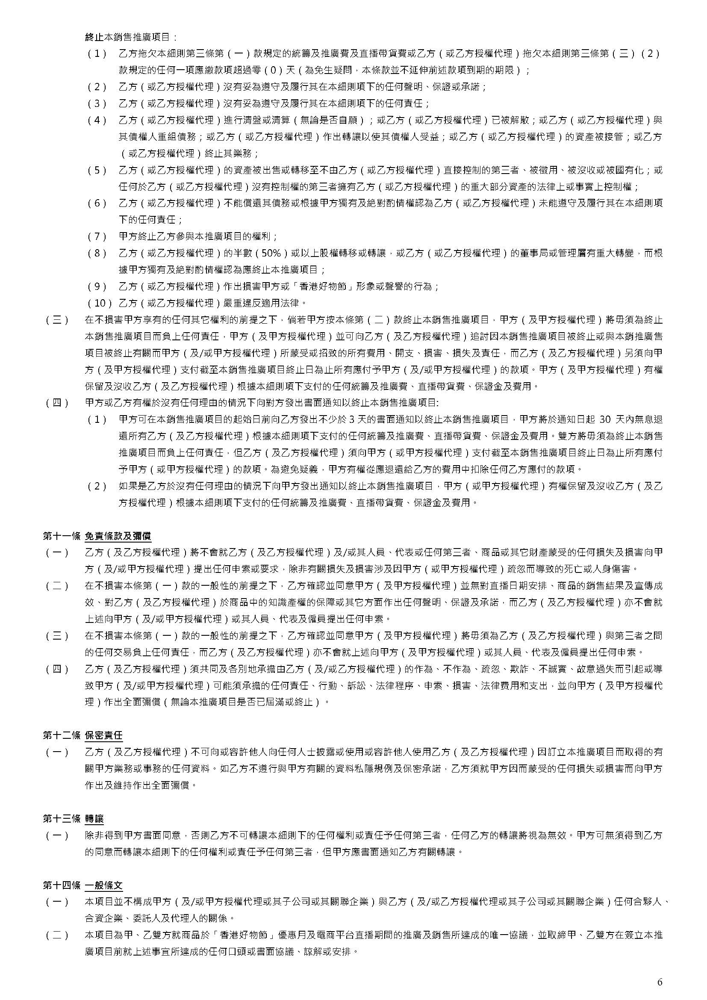 終止本銷售推廣項目：
（1） 乙方拖欠本細則第三條第（一）款規定的統籌及推廣費及直播帶貨費或乙方（或乙方授權代理）拖欠本細則第三條第（三）（2）
款規定的任何一項應繳款項超過零（0）天（為免生疑問，本條款並不延伸前述款項到期的期限）；
（2） 乙方（或乙方授權代理）沒有妥為遵守及履行其在本細則項下的任何聲明、保證或承諾；
（3） 乙方（或乙方授權代理）沒有妥為遵守及履行其在本細則項下的任何責任；
（4） 乙方（或乙方授權代理）進行清盤或清算（無論是否自願）；或乙方（或乙方授權代理）已被解散；或乙方（或乙方授權代理）與
其債權人重組債務；或乙方（或乙方授權代理）作出轉讓以使其債權人受益；或乙方（或乙方授權代理）的資產被接管；或乙方
（或乙方授權代理）終止其業務；
（5） 乙方（或乙方授權代理）的資產被出售或轉移至不由乙方（或乙方授權代理）直接控制的第三者、被徵用、被沒收或被國有化；或
任何於乙方（或乙方授權代理）沒有控制權的第三者擁有乙方（或乙方授權代理）的重大部分資產的法律上或事實上控制權；
（6） 乙方（或乙方授權代理）不能償還其債務或根據甲方獨有及絕對酌情權認為乙方（或乙方授權代理）未能遵守及履行其在本細則項
下的任何責任；
（7） 甲方終止乙方參與本推廣項目的權利；
（8） 乙方（或乙方授權代理）的半數（50%）或以上股權轉移或轉讓，或乙方（或乙方授權代理）的董事局或管理層有重大轉變，而根
據甲方獨有及絕對酌情權認為應終止本推廣項目；
（9） 乙方（或乙方授權代理）作出損害甲方或「香港好物節」形象或聲譽的行為；
（10） 乙方（或乙方授權代理）嚴重違反適用法律。
（三） 在不損害甲方享有的任何其它權利的前提之下，倘若甲方按本條第（二）款終止本銷售推廣項目，甲方（及甲方授權代理）將毋須為終止
本銷售推廣項目而負上任何責任，甲方（及甲方授權代理）並可向乙方（及乙方授權代理）追討因本銷售推廣項目被終止或與本銷推廣售
項目被終止有關而甲方（及/或甲方授權代理）所蒙受或招致的所有費用、開支、損害、損失及責任，而乙方（及乙方授權代理）另須向甲
方（及甲方授權代理）支付截至本銷售推廣項目終止日為止所有應付予甲方（及/或甲方授權代理）的款項。甲方（及甲方授權代理）有權
保留及沒收乙方（及乙方授權代理）根據本細則項下支付的任何統籌及推廣費、直播帶貨費、保證金及費用。
（四） 甲方或乙方有權於沒有任何理由的情況下向對方發出書面通知以終止本銷售推廣項目:
（1） 甲方可在本銷售推廣項目的起始日前向乙方發出不少於 3 天的書面通知以終止本銷售推廣項目，甲方將於通知日起 30 天內無息退
還所有乙方（及乙方授權代理）根據本細則項下支付的任何統籌及推廣費、直播帶貨費、保證金及費用。雙方將毋須為終止本銷售
推廣項目而負上任何責任，但乙方（及乙方授權代理）須向甲方（或甲方授權代理）支付截至本銷售推廣項目終止日為止所有應付
予甲方（或甲方授權代理）的款項。為避免疑義，甲方有權從應退還給乙方的費用中扣除任何乙方應付的款項。
（2） 如果是乙方於沒有任何理由的情況下向甲方發出通知以終止本銷售推廣項目，甲方（或甲方授權代理）有權保留及沒收乙方（及乙
方授權代理）根據本細則項下支付的任何統籌及推廣費、直播帶貨費、保證金及費用。
第十一條 免責條款及彌償
（一） 乙方（及乙方授權代理）將不會就乙方（及乙方授權代理）及/或其人員、代表或任何第三者、商品或其它財產蒙受的任何損失及損害向甲
方（及/或甲方授權代理）提出任何申索或要求，除非有關損失及損害涉及因甲方（或甲方授權代理）疏忽而導致的死亡或人身傷害。
（二） 在不損害本條第（一）款的一般性的前提之下，乙方確認並同意甲方（及甲方授權代理）並無對直播日期安排、商品的銷售結果及宣傳成
效、對乙方（及乙方授權代理）於商品中的知識產權的保障或其它方面作出任何聲明、保證及承諾，而乙方（及乙方授權代理）亦不會就
上述向甲方（及/或甲方授權代理）或其人員、代表及僱員提出任何申索。
（三） 在不損害本條第（一）款的一般性的前提之下，乙方確認並同意甲方（及甲方授權代理）將毋須為乙方（及乙方授權代理）與第三者之間
的任何交易負上任何責任，而乙方（及乙方授權代理）亦不會就上述向甲方（及甲方授權代理）或其人員、代表及僱員提出任何申索。
（四） 乙方（及乙方授權代理）須共同及各別地承擔由乙方（及/或乙方授權代理）的作為、不作為、疏忽、欺詐、不誠實、故意過失而引起或導
致甲方（及/或甲方授權代理）可能須承擔的任何責任、行動、訴訟、法律程序、申索、損害、法律費用和支出，並向甲方（及甲方授權代
理）作出全面彌償（無論本推廣項目是否已屆滿或終止）。
第十二條 保密責任
（一） 乙方（及乙方授權代理）不可向或容許他人向任何人士披露或使用或容許他人使用乙方（及乙方授權代理）因訂立本推廣項目而取得的有
關甲方業務或事務的任何資料。如乙方不遵行與甲方有關的資料私隱規例及保密承諾，乙方須就甲方因而蒙受的任何損失或損害而向甲方
作出及維持作出全面彌償。
第十三條 轉讓
（一） 除非得到甲方書面同意，否則乙方不可轉讓本細則下的任何權利或責任予任何第三者，任何乙方的轉讓將視為無效。甲方可無須得到乙方
的同意而轉讓本細則下的任何權利或責任予任何第三者，但甲方應書面通知乙方有關轉讓。
第十四條 一般條文
（一） 本項目並不構成甲方（及/或甲方授權代理或其子公司或其關聯企業）與乙方（及/或乙方授權代理或其子公司或其關聯企業）任何合夥人、
合資企業、委託人及代理人的關係。
（二） 本項目為甲、乙雙方就商品於「香港好物節」優惠月及電商平台直播期間的推廣及銷售所達成的唯一協議，並取締甲、乙雙方在簽立本推
廣項目前就上述事宜所達成的任何口頭或書面協議、諒解或安排。
6